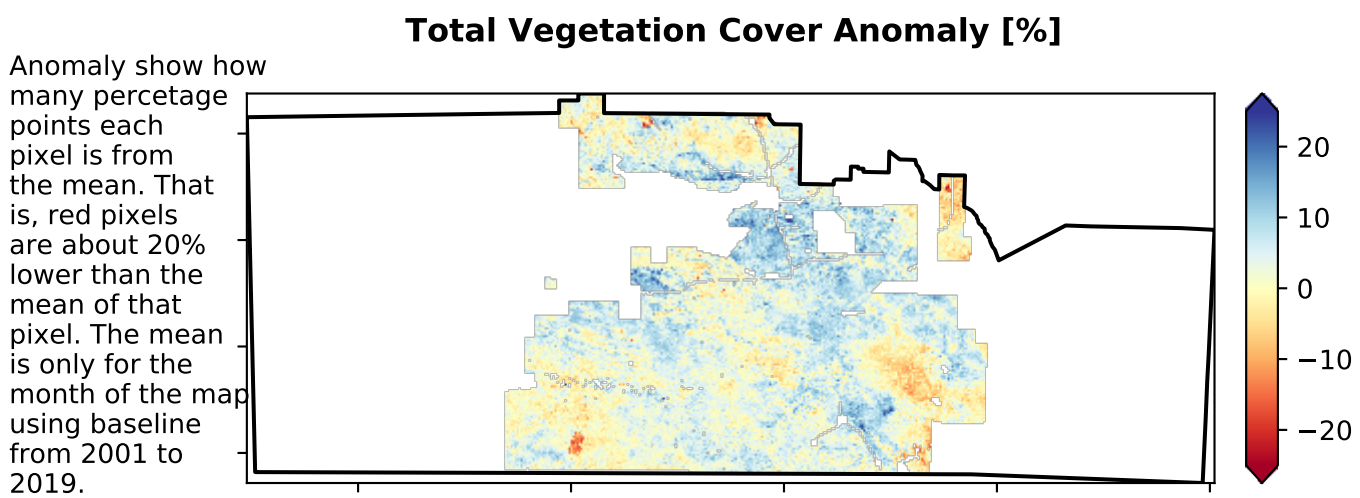 Total Vegetation Cover Anomaly [%]
Anomaly show how
many percetage
points each
pixel is from
the mean. That
is, red pixels
are about 20%
lower than the
mean of that
pixel. The mean
is only for the
month of the map
using baseline
from 2001 to
2019.
20
10
0
−10
−20